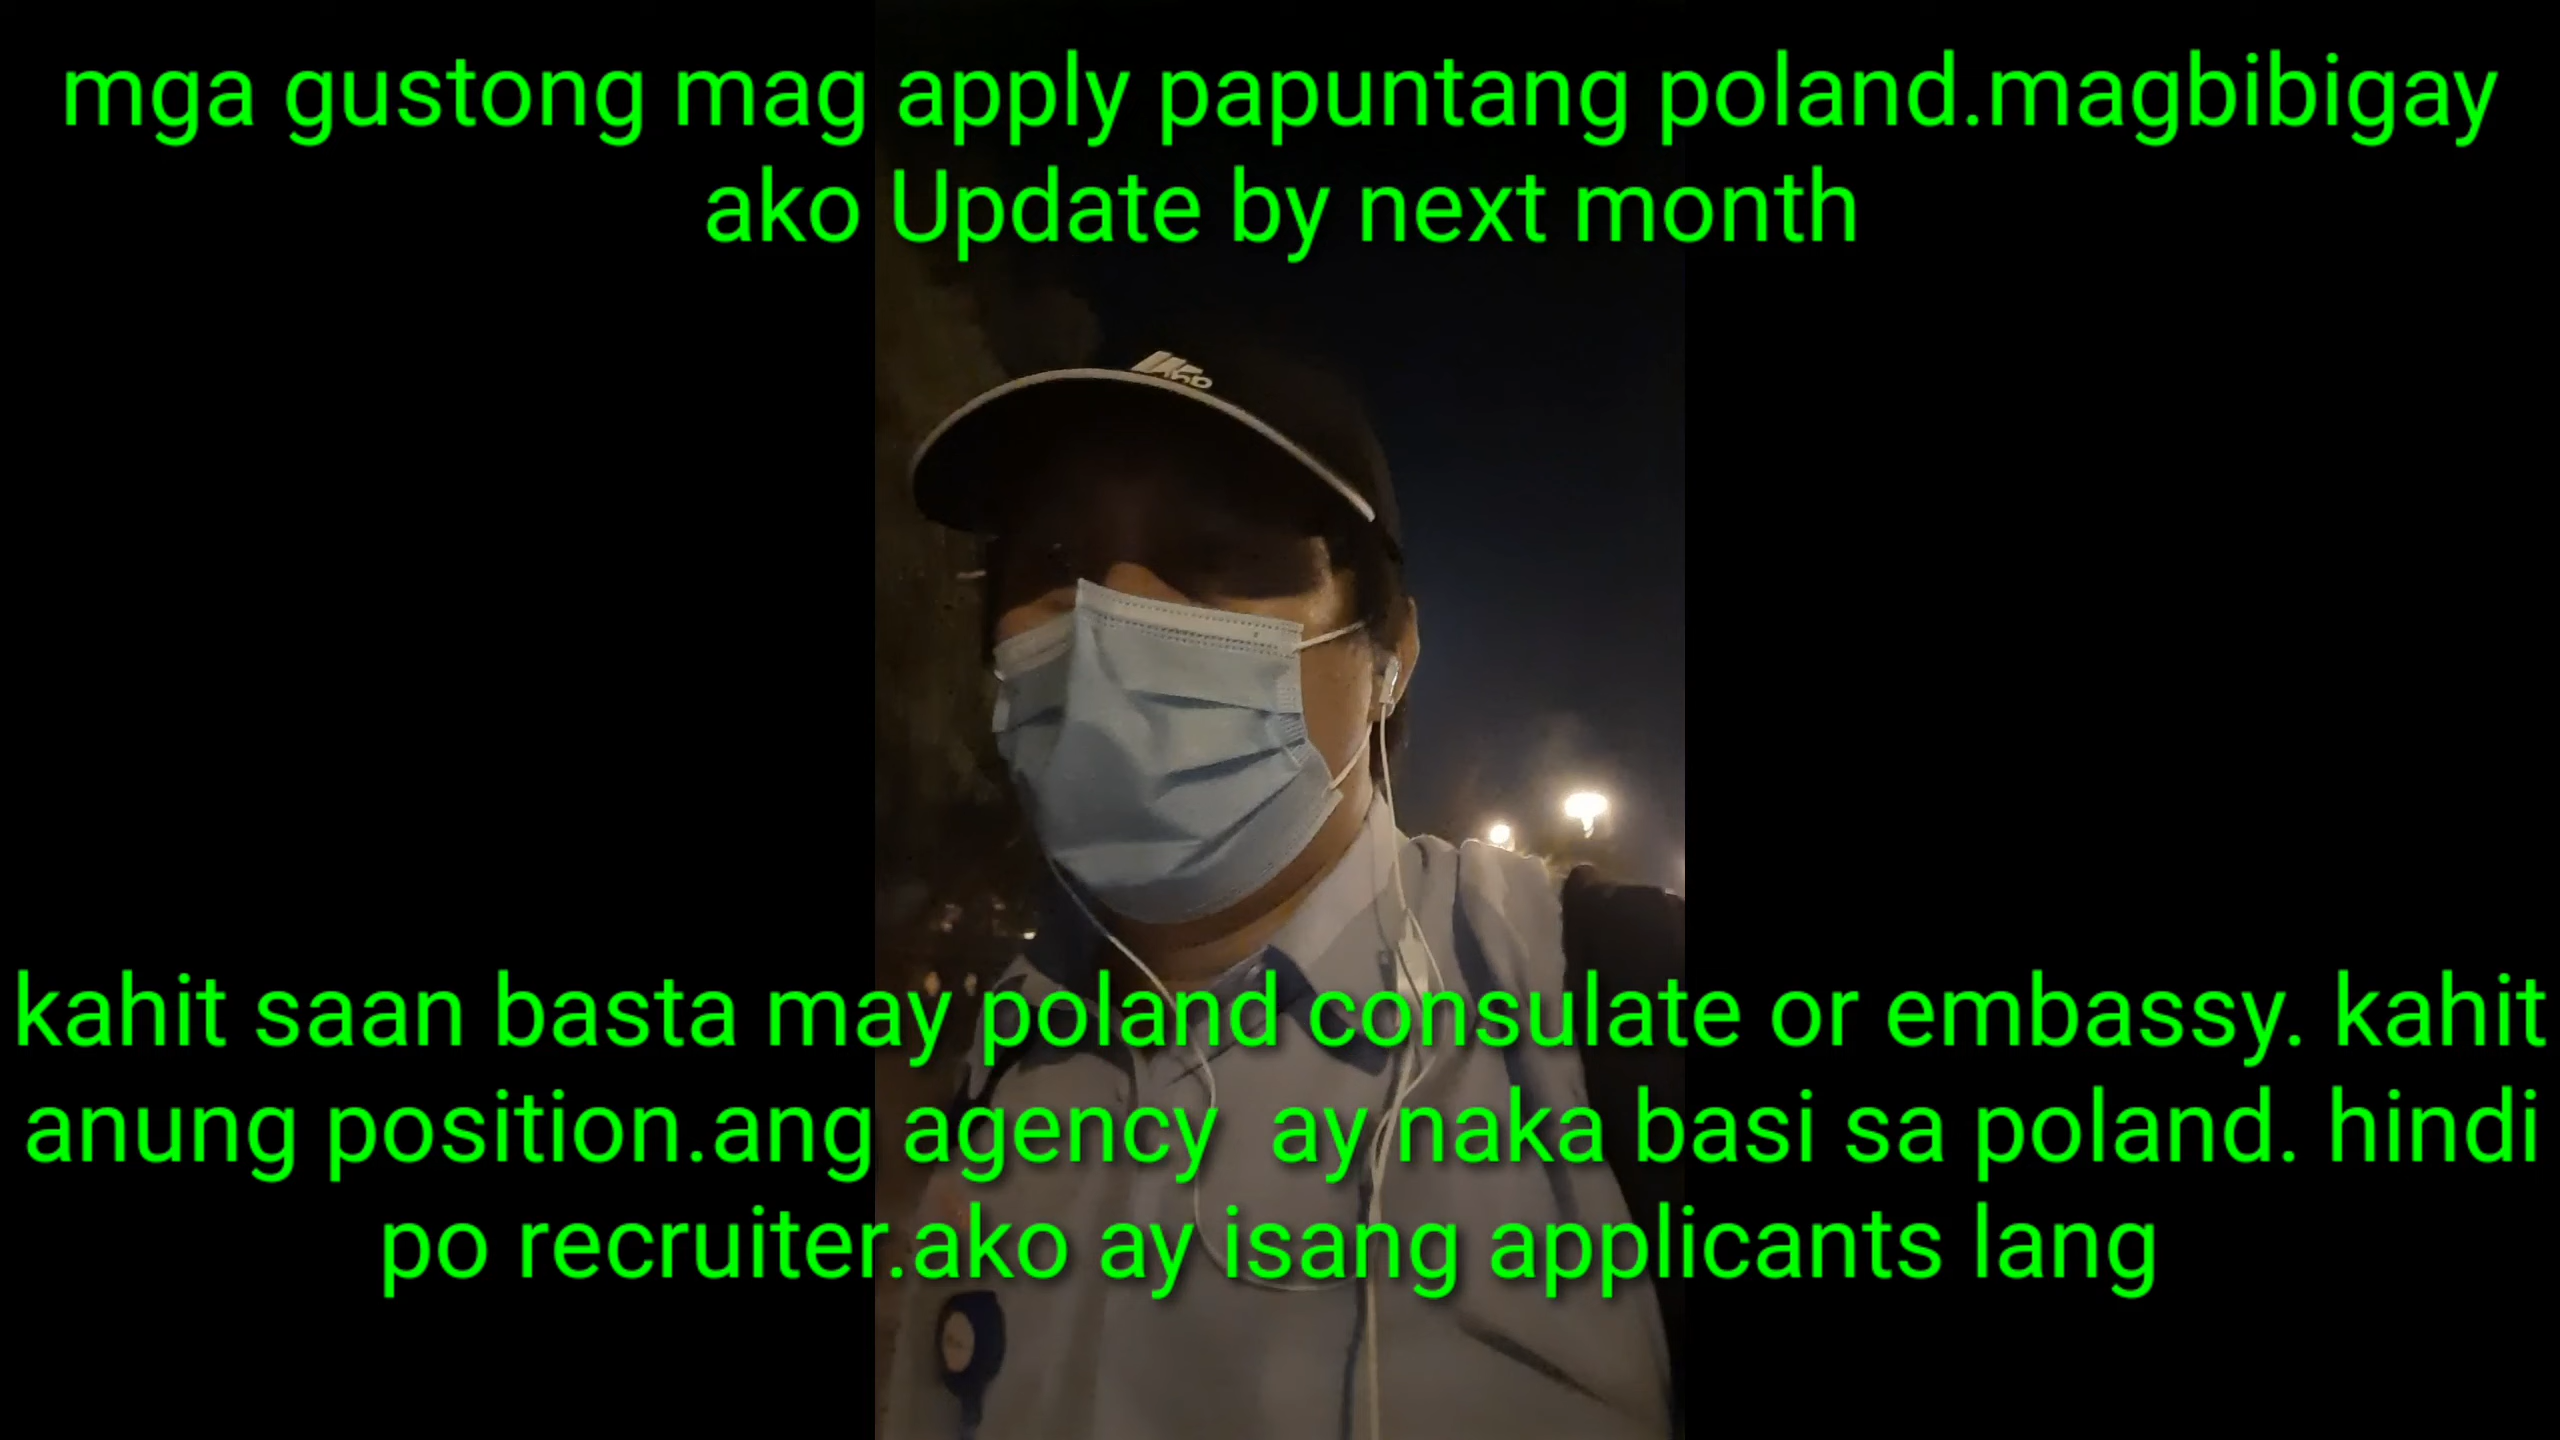 mga gustong mag apply papuntang poland.magbibigay
ako Update by next month
kahit saan basta may poland consulate or embassy. kahit
anung position.ang agency ay naka basi sa poland. hindi
po recruiter.ako ay isang applicants lang